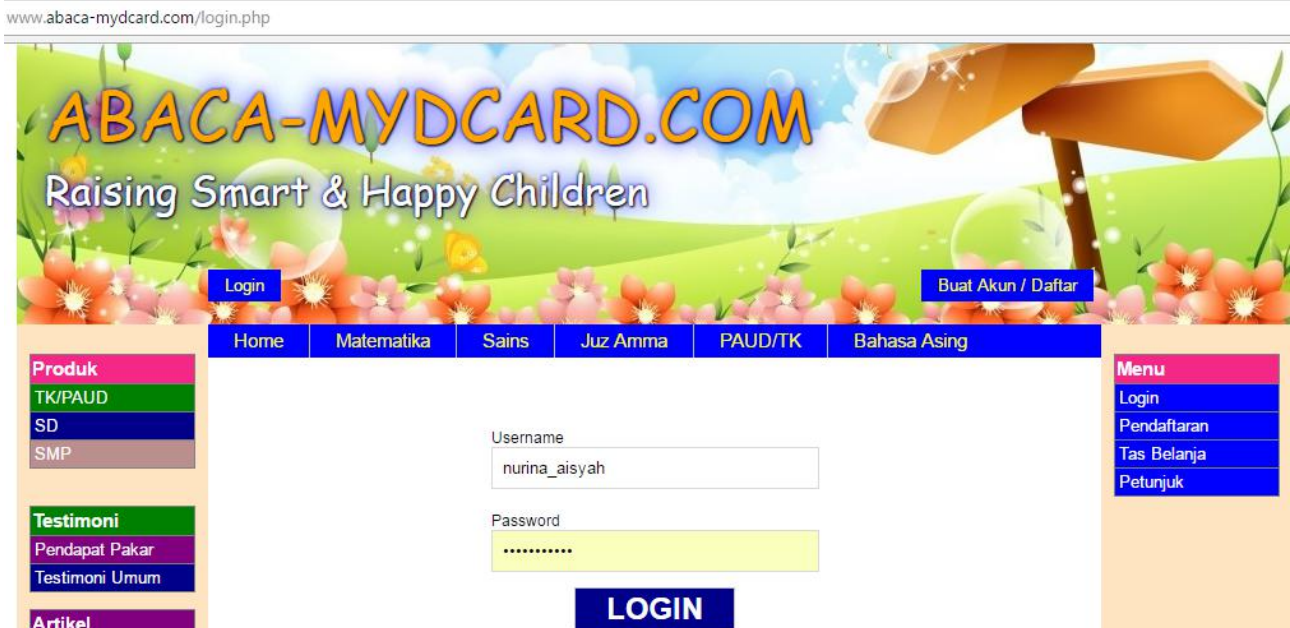 www.abaca-mydcard.com/login.php
ABACA-MYDCARD.COM
Raising Smart & Happy Children
Login
Buat Akun / Daftar
Home Matematika Sains Juz Amma PAUD/TK Bahasa Asing
Produk
TK/PAUD
SD
SMP
Testimoni
Pendapat Pakar
Testimoni Umum
Artikel
Username
nurina_aisyah
Password
•••••••••••
LOGIN
Menu
Login
Pendaftaran
Tas Belanja
Petunjuk